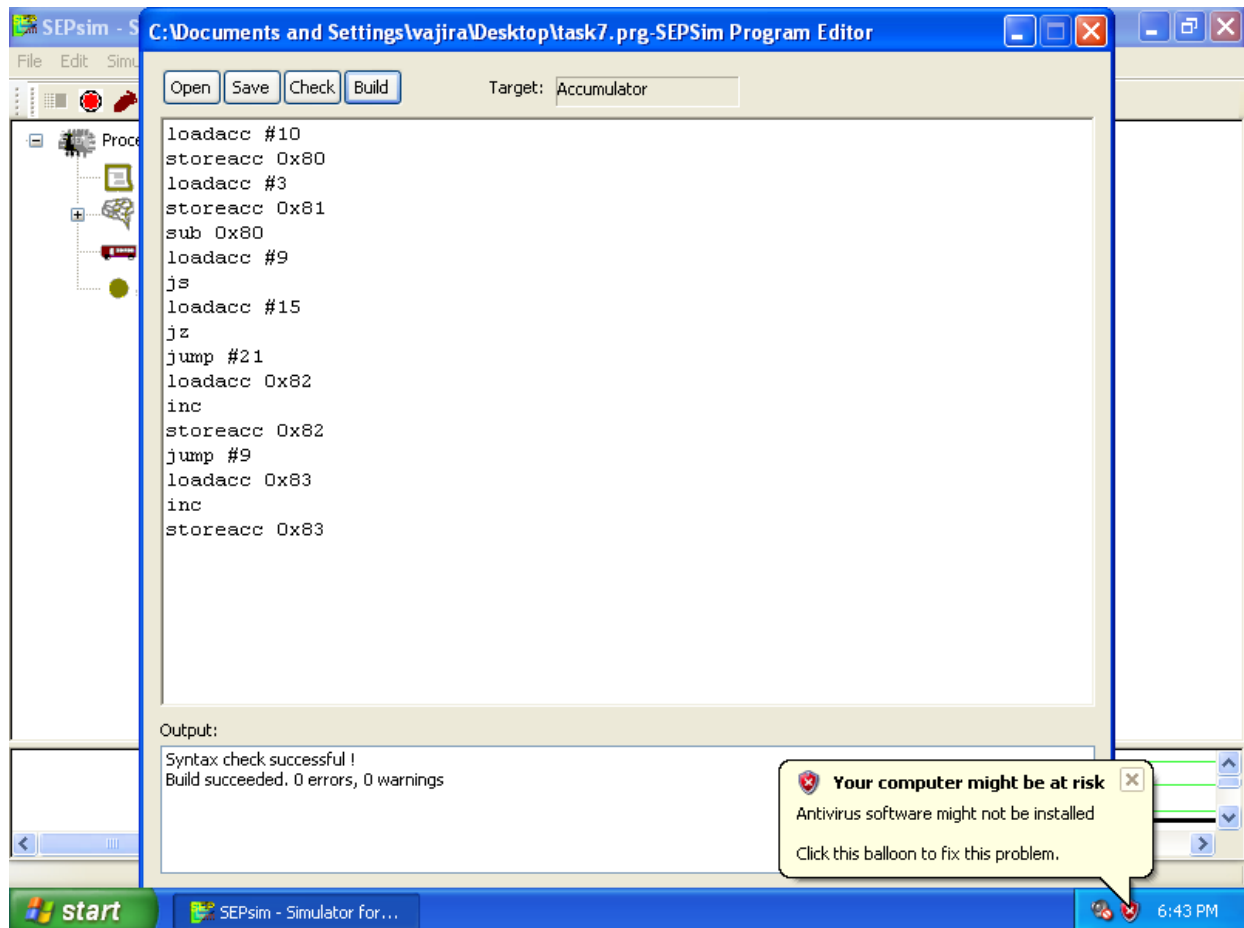 SEPsim - S
C:\Documents and Settings\vajira\Desktop\task7.prg-SEPSim Program Editor
File Edit Simu
Open Save Check Build Target: Accumulator
Proce
loadacc #10
storeacc 0x80
loadacc #3
storeacc 0x81
sub 0x80
loadacc #9
js
loadacc #15
jz
jump #21
loadacc 0x82
inc
storeacc 0x82
jump #9
loadacc 0x83
inc
storeacc 0x83
Output:
Syntax check successful !
Build succeeded. 0 errors, 0 warnings
Your computer might be at risk
Antivirus software might not be installed
Click this balloon to fix this problem.
start
SEPsim - Simulator for...
6:43 PM